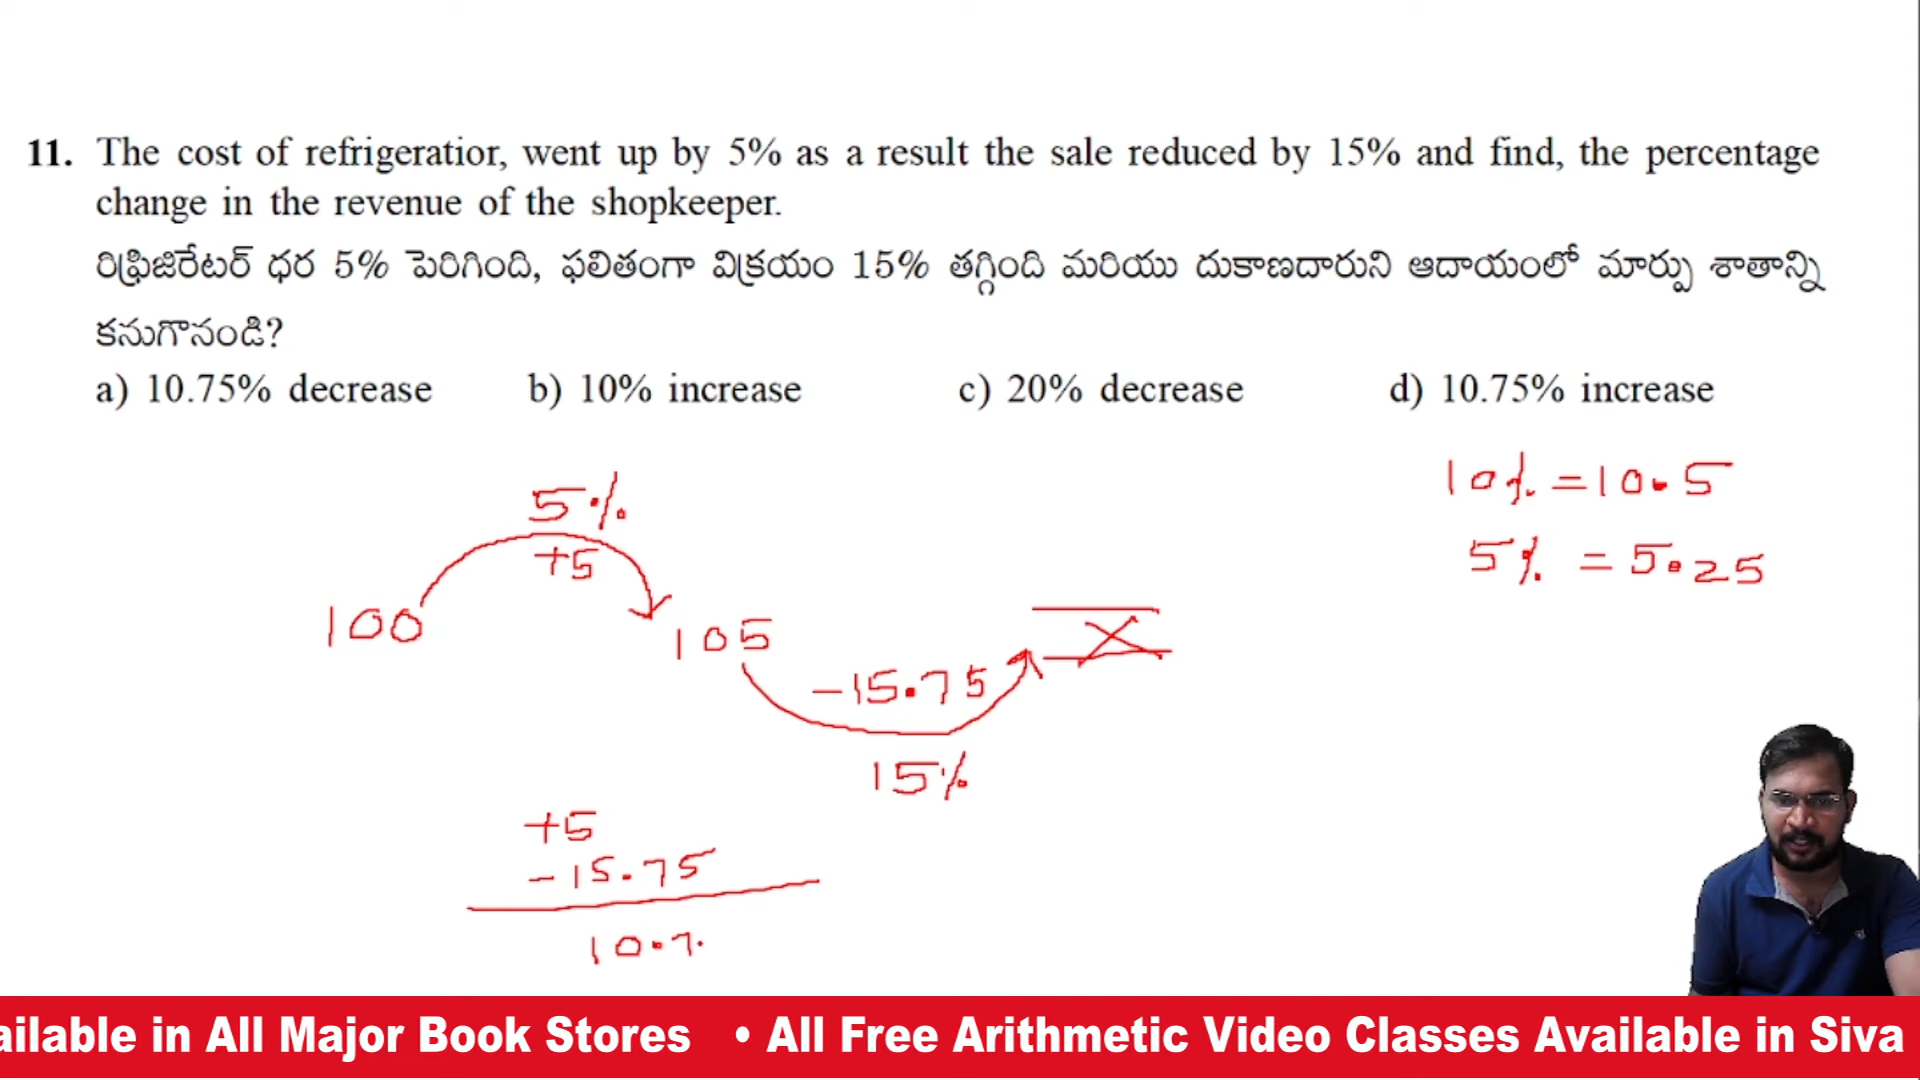 11. The cost of refrigeratior, went up by 5% as a result the sale reduced by 15% and find, the percentage
change in the revenue of the shopkeeper.
రిఫ్రిజిరేటర్ ధర 5% పెరిగింది, ఫలితంగా విక్రయం 15% తగ్గింది మరియు దుకాణదారుని ఆదాయంలో మార్పు శాతాన్ని
కనుగొనండి?
a) 10.75% decrease b) 10% increase c) 20% decrease d) 10.75% increase
10% = 10.5
5% = 5.25
5%
+5
100
105
X
-15.75
15%
+5
-15.75
10.7
ailable in All Major Book Stores • All Free Arithmetic Video Classes Available in Siva